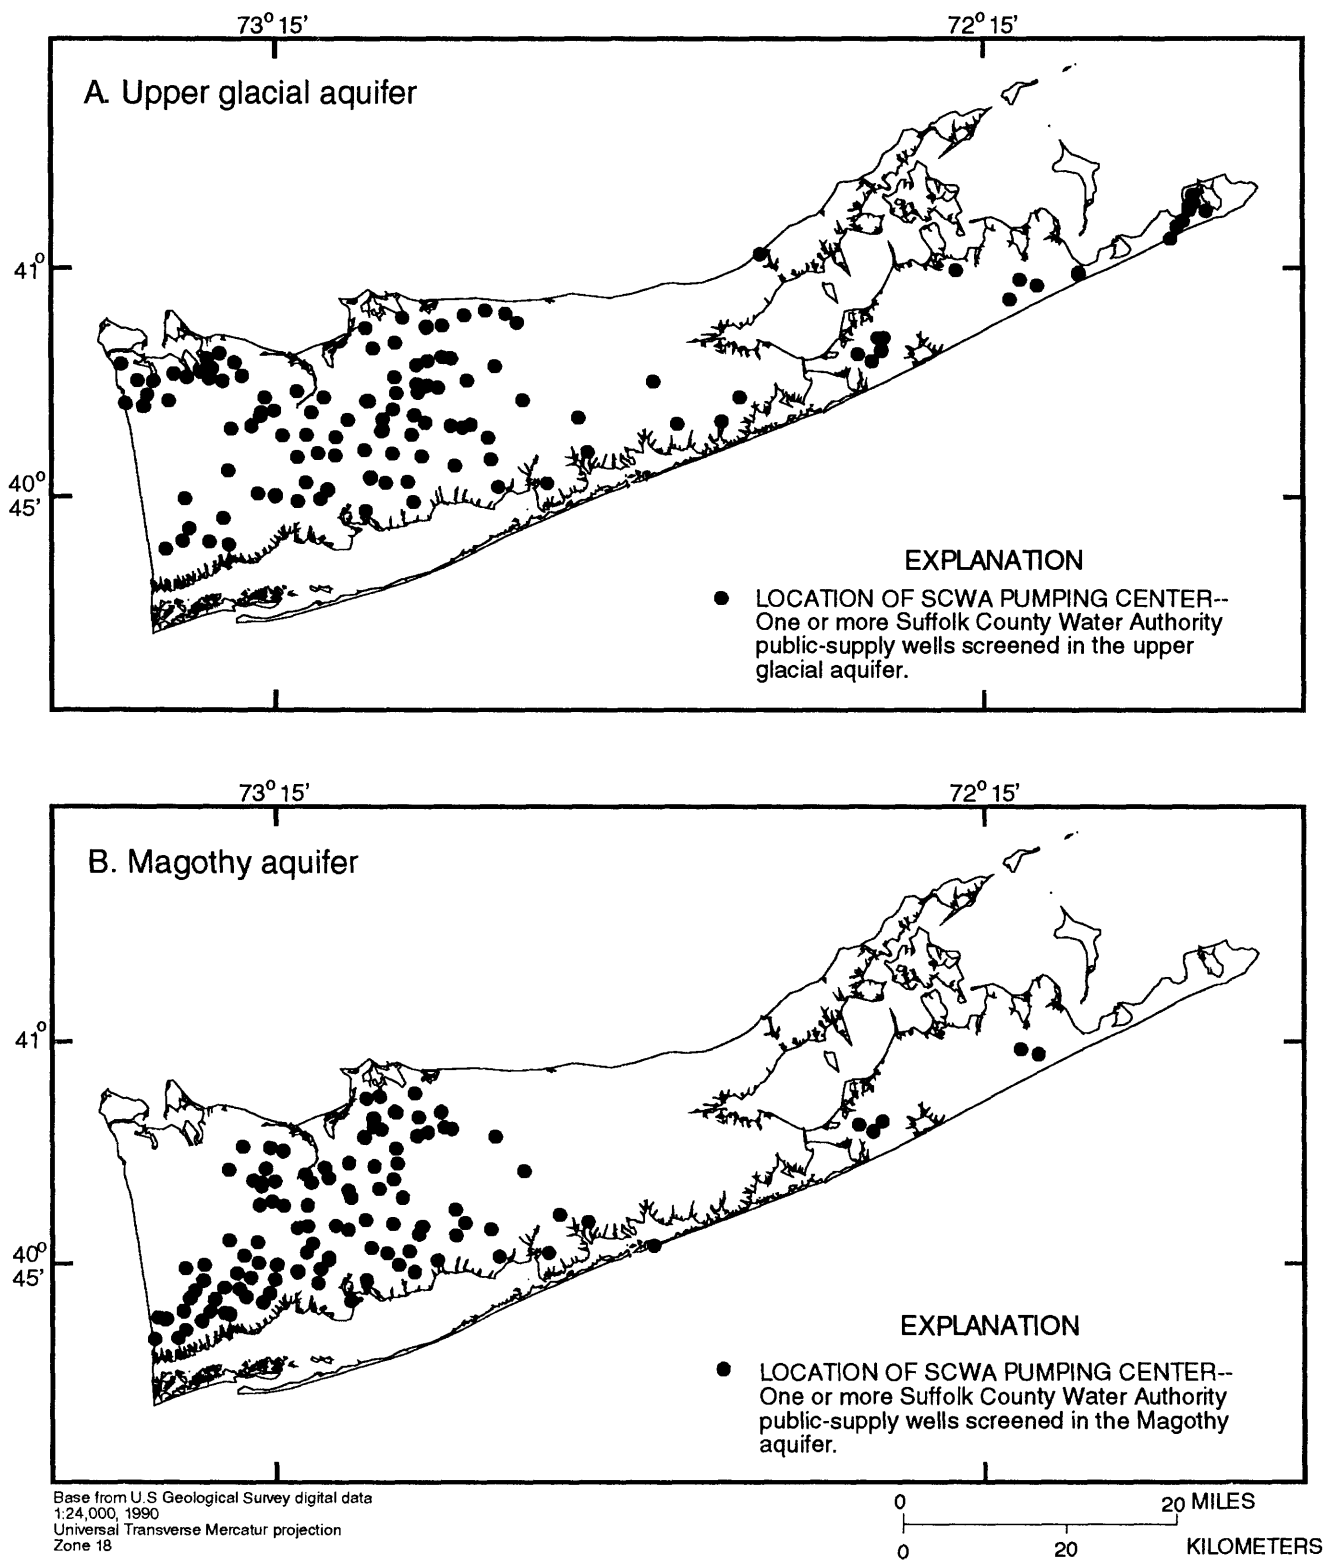 73° 15'
72° 15'
A. Upper glacial aquifer
41°
40°
45'
EXPLANATION
LOCATION OF SCWA PUMPING CENTER--
One or more Suffolk County Water Authority
public-supply wells screened in the upper
glacial aquifer.
73° 15'
72° 15'
B. Magothy aquifer
41°
40°
45'
EXPLANATION
LOCATION OF SCWA PUMPING CENTER--
One or more Suffolk County Water Authority
public-supply wells screened in the Magothy
aquifer.
Base from U.S Geological Survey digital data
1:24,000, 1990
Universal Transverse Mercatur projection
Zone 18
0 20 MILES
0 20 KILOMETERS